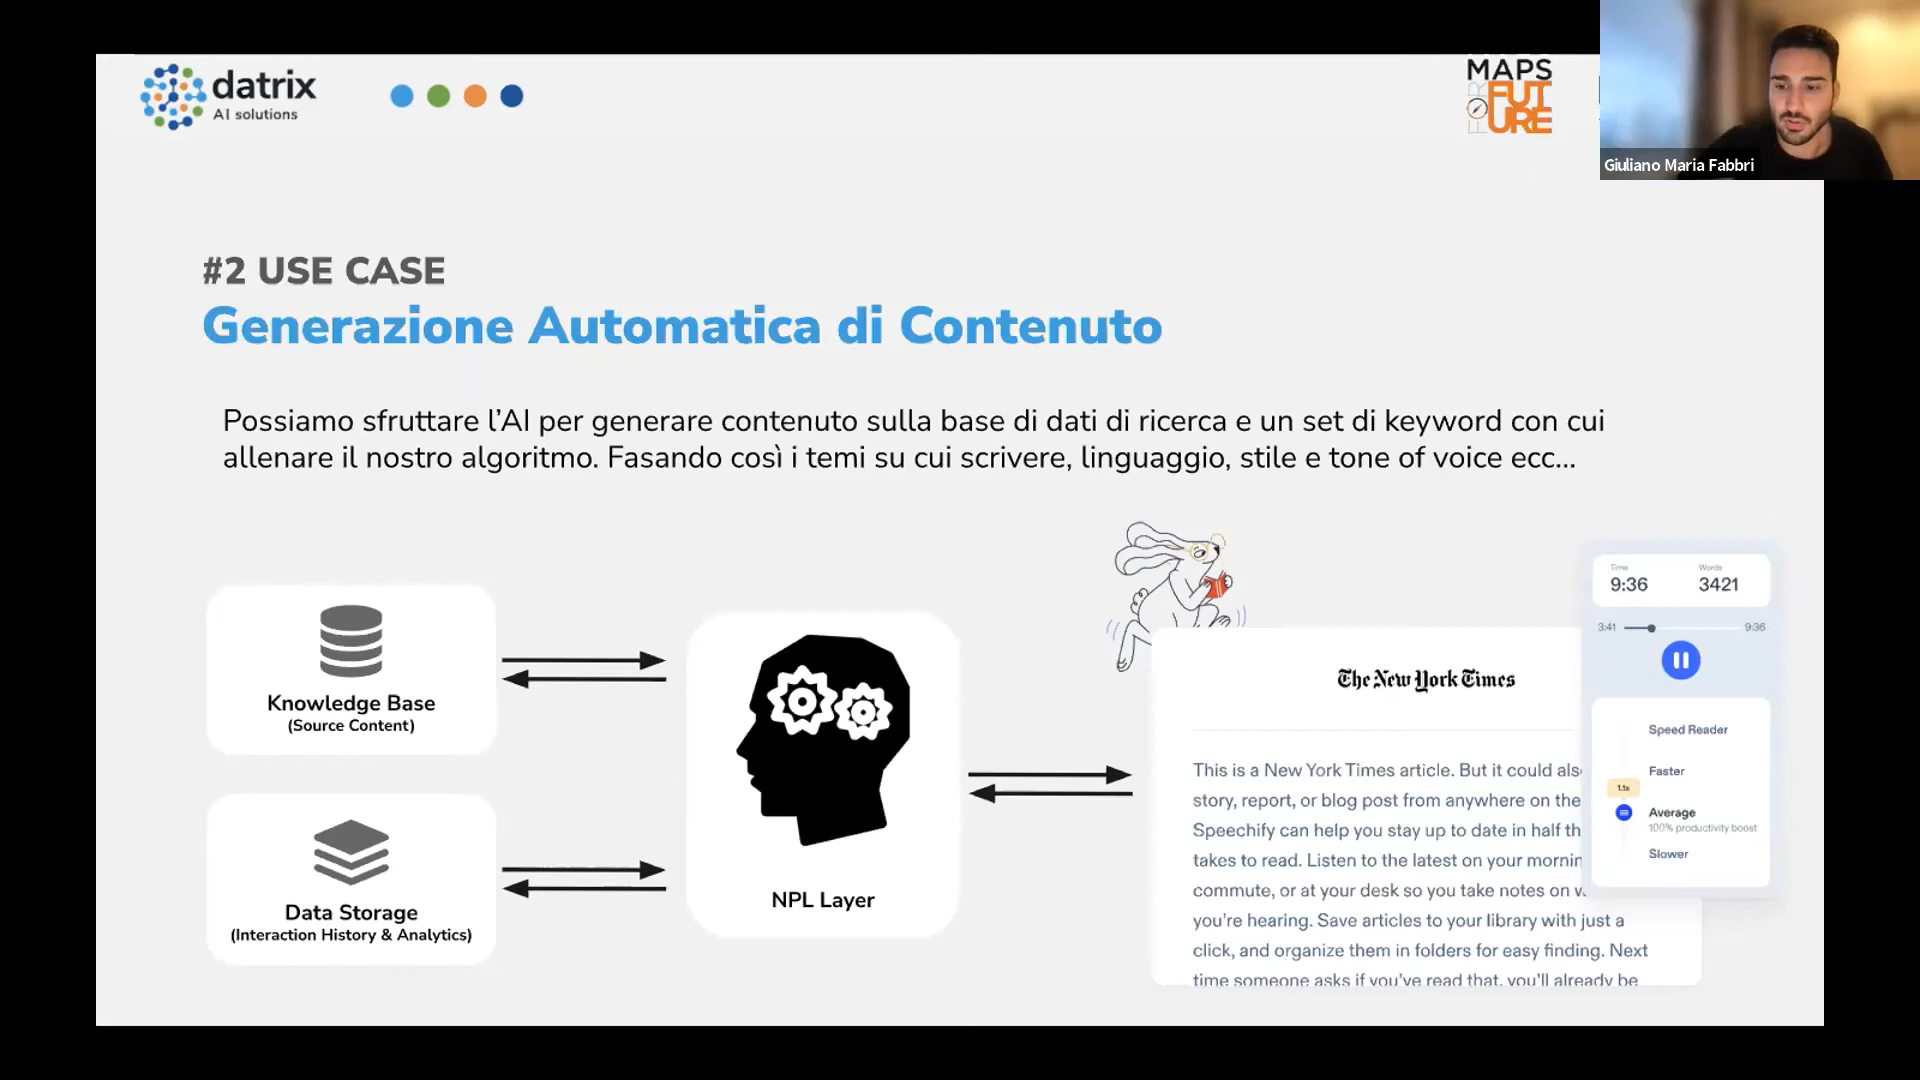 datrix
AI solutions
MAPS
FOR
FUT
URE
Giuliano Maria Fabbri
#2 USE CASE
Generazione Automatica di Contenuto
Possiamo sfruttare l'AI per generare contenuto sulla base di dati di ricerca e un set di keyword con cui
allenare il nostro algoritmo. Fasando così i temi su cui scrivere, linguaggio, stile e tone of voice ecc...
Knowledge Base
(Source Content)
Data Storage
(Interaction History & Analytics)
NPL Layer
The New York Times
This is a New York Times article. But it could als
story, report, or blog post from anywhere on the
Speechify can help you stay up to date in half th
takes to read. Listen to the latest on your mornin
commute, or at your desk so you take notes on w
you're hearing. Save articles to your library with just a
click, and organize them in folders for easy finding. Next
time someone asks if you've read that, you'll already be
Time Words
9:36 3421
3:41 9:36
Speed Reader
Faster
1.1x
Average
100% productivity boost
Slower